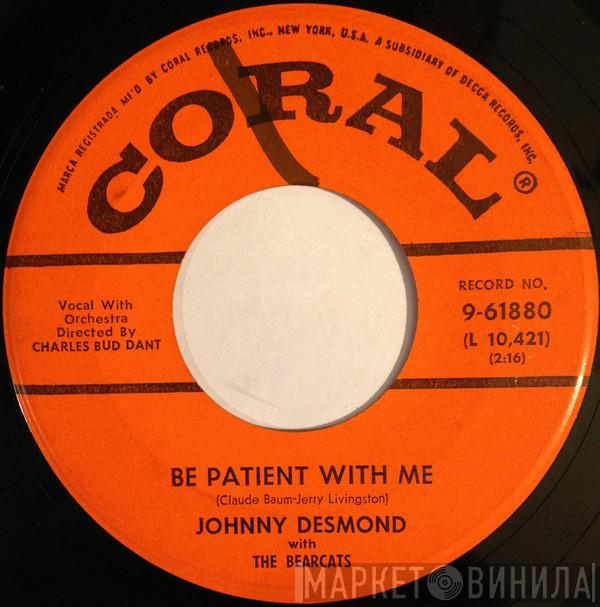 MARCA REGISTRADA MF'D BY CORAL RECORDS, INC., NEW YORK, U.S.A. A SUBSIDIARY OF DECCA RECORDS, INC.
CORAL®
Vocal With
Orchestra
Directed By
CHARLES BUD DANT
RECORD NO.
9-61880
(L 10,421)
(2:16)
BE PATIENT WITH ME
(Claude Baum-Jerry Livingston)
JOHNNY DESMOND
with
THE BEARCATS
МАРКЕТ ВИНИЛА